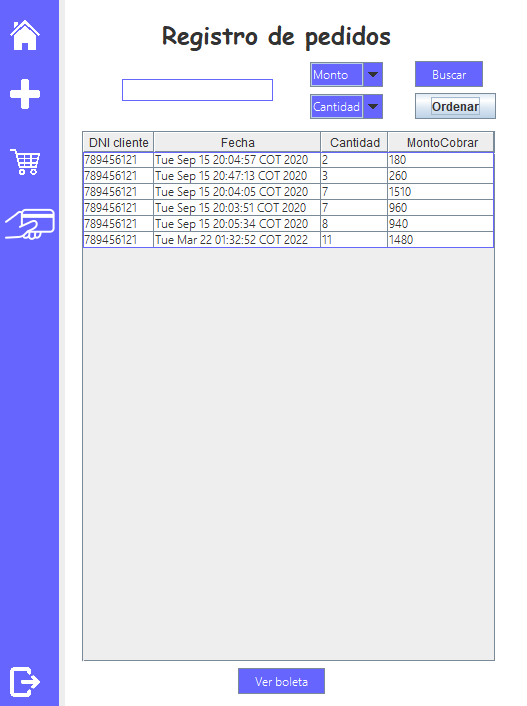 Registro de pedidos
Monto
Buscar
Cantidad
Ordenar
DNI cliente Fecha Cantidad MontoCobrar
789456121 Tue Sep 15 20:04:57 COT 2020 2 180
789456121 Tue Sep 15 20:47:13 COT 2020 3 260
789456121 Tue Sep 15 20:04:05 COT 2020 7 1510
789456121 Tue Sep 15 20:03:51 COT 2020 7 960
789456121 Tue Sep 15 20:05:34 COT 2020 8 940
789456121 Tue Mar 22 01:32:52 COT 2022 11 1480
Ver boleta